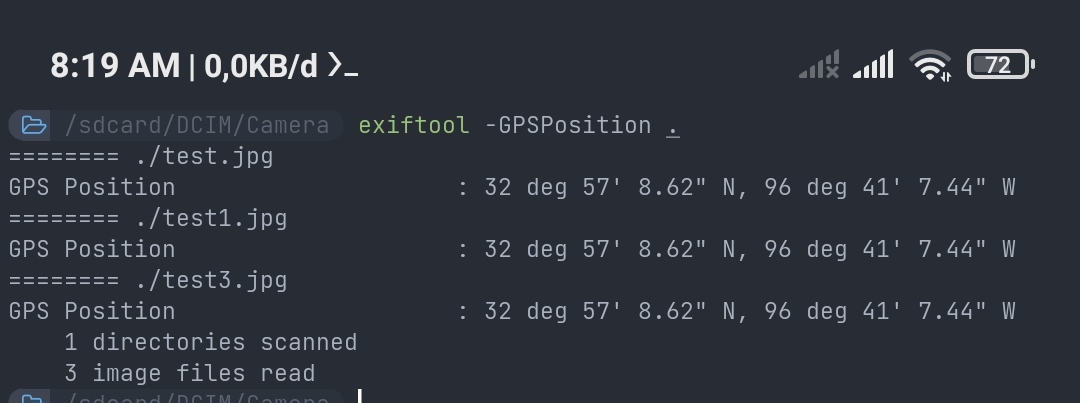 8:19 AM | 0,0KB/d >_ 72
/sdcard/DCIM/Camera exiftool -GPSPosition .
======== ./test.jpg
GPS Position : 32 deg 57' 8.62" N, 96 deg 41' 7.44" W
======== ./test1.jpg
GPS Position : 32 deg 57' 8.62" N, 96 deg 41' 7.44" W
======== ./test3.jpg
GPS Position : 32 deg 57' 8.62" N, 96 deg 41' 7.44" W
1 directories scanned
3 image files read
/sdcard/DCIM/Camera